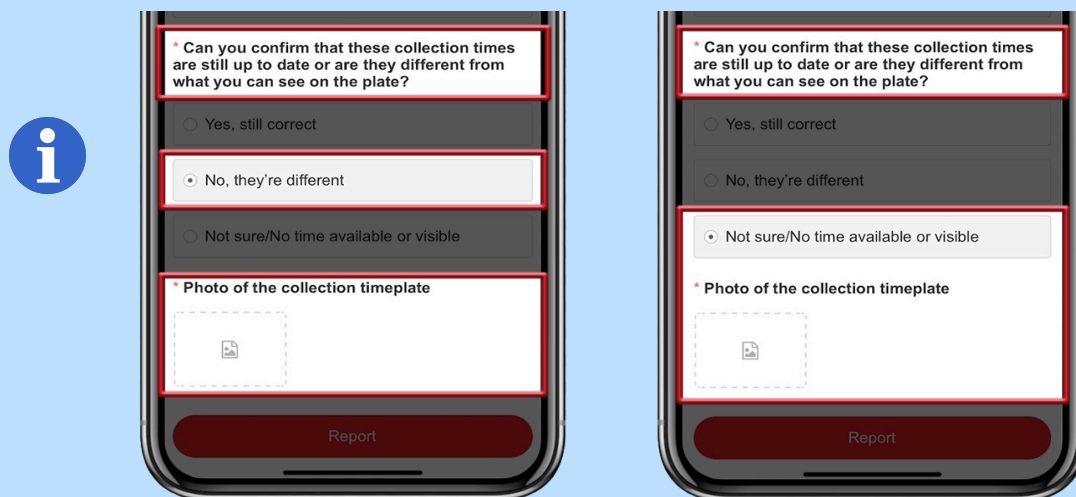 * Can you confirm that these collection times
are still up to date or are they different from
what you can see on the plate?
Yes, still correct
No, they're different
Not sure/No time available or visible
* Photo of the collection timeplate
Report
* Can you confirm that these collection times
are still up to date or are they different from
what you can see on the plate?
Yes, still correct
No, they're different
Not sure/No time available or visible
* Photo of the collection timeplate
Report